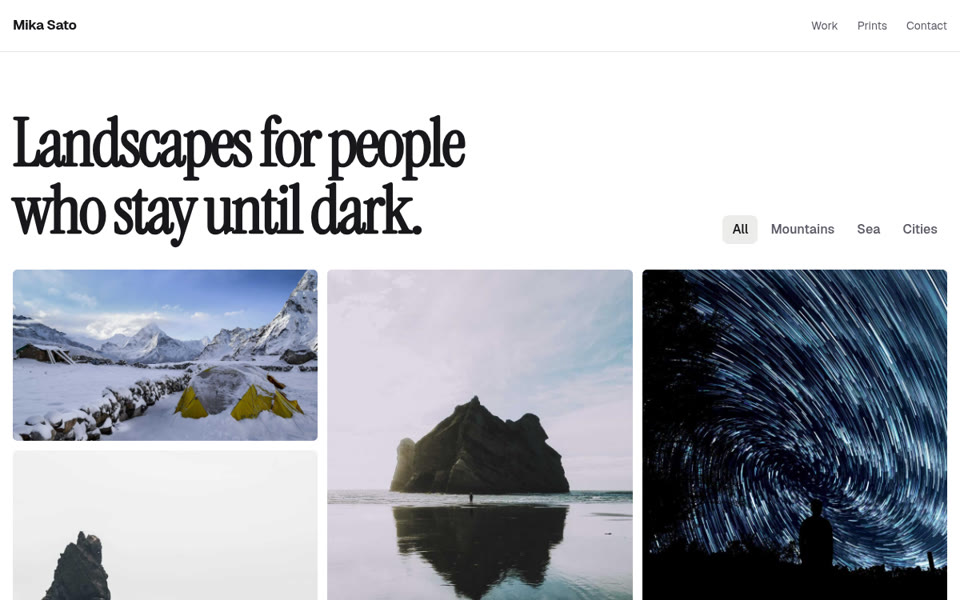 Mika Sato
Work Prints Contact
Landscapes for people
who stay until dark.
All Mountains Sea Cities